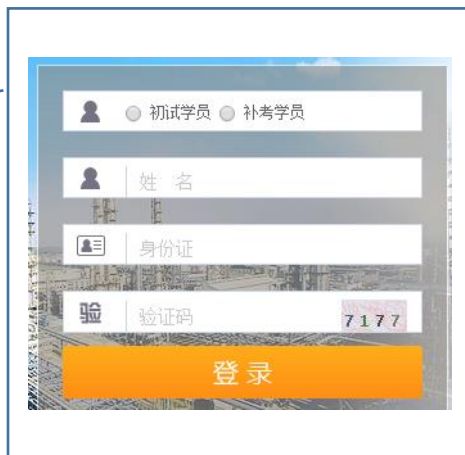 初试学员 补考学员
姓 名
身份证
验 验证码 7177
登录